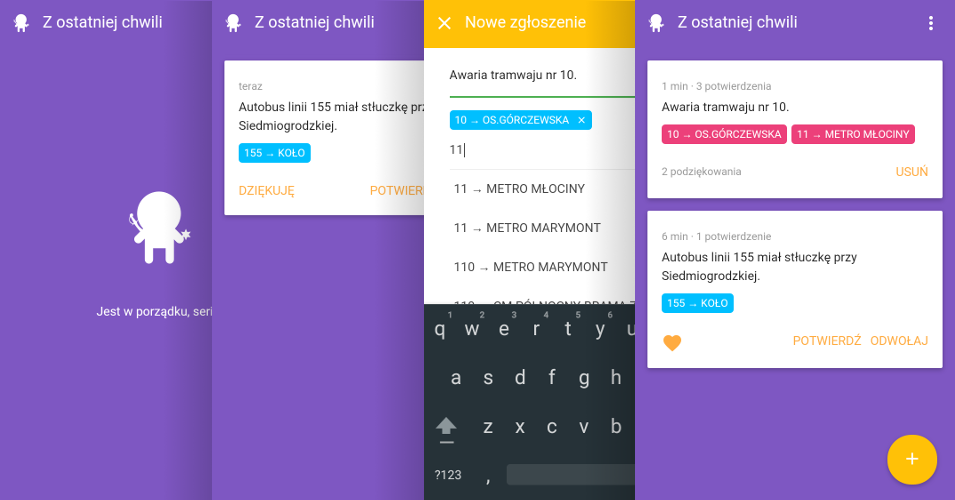 Z ostatniej chwili
Jest w porządku, seri
Z ostatniej chwili
teraz
Autobus linii 155 miał stłuczkę prz
Siedmiogrodzkiej.
155 → KOŁO
DZIĘKUJĘ POTWIER
Nowe zgłoszenie
Awaria tramwaju nr 10.
10 → OS.GÓRCZEWSKA ×
11
11 → METRO MŁOCINY
11 → METRO MARYMONT
110 → METRO MARYMONT
1 2 3 4 5 6
q w e r t y u
a s d f g h
z x c v b
?123 ,
Z ostatniej chwili
1 min · 3 potwierdzenia
Awaria tramwaju nr 10.
10 → OS.GÓRCZEWSKA 11 → METRO MŁOCINY
2 podziękowania USUŃ
6 min · 1 potwierdzenie
Autobus linii 155 miał stłuczkę przy
Siedmiogrodzkiej.
155 → KOŁO
POTWIERDŹ ODWOŁAJ
+